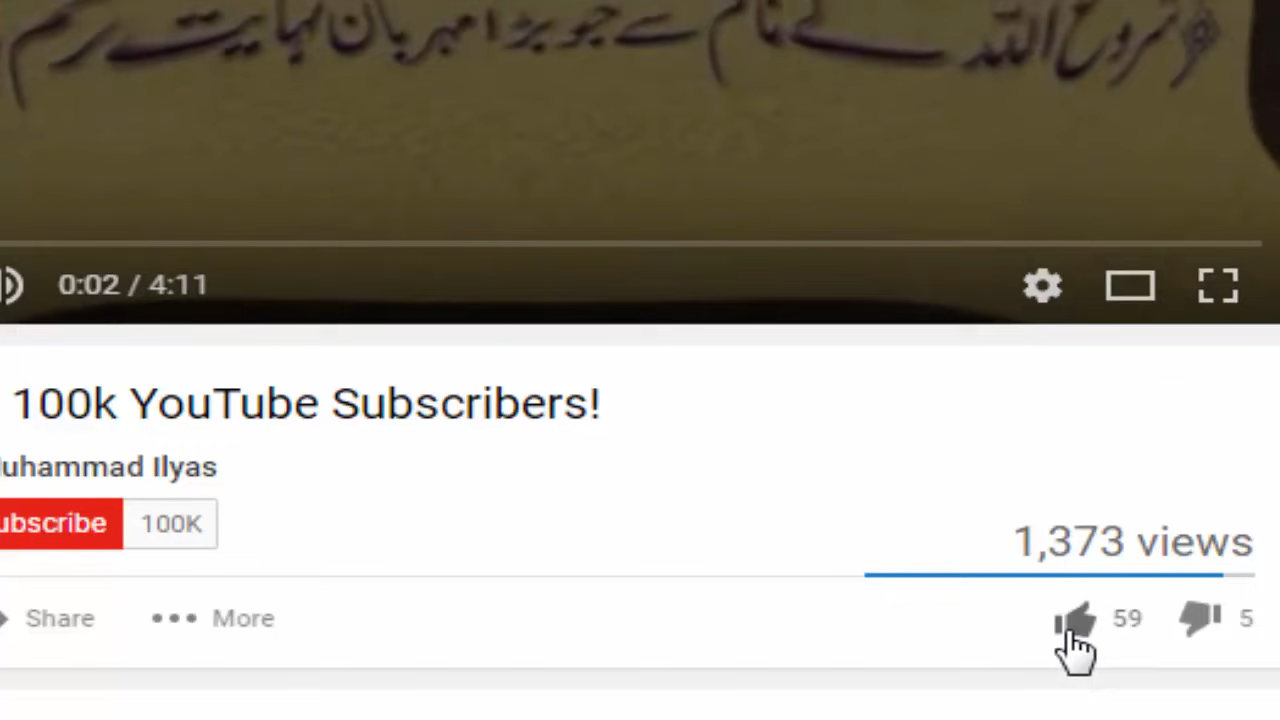 شروع اللہ کے نام سے جو بڑا مہربان نہایت رحم
0:02 / 4:11
100k YouTube Subscribers!
uhammad Ilyas
ubscribe 100K
1,373 views
Share ••• More 59 5